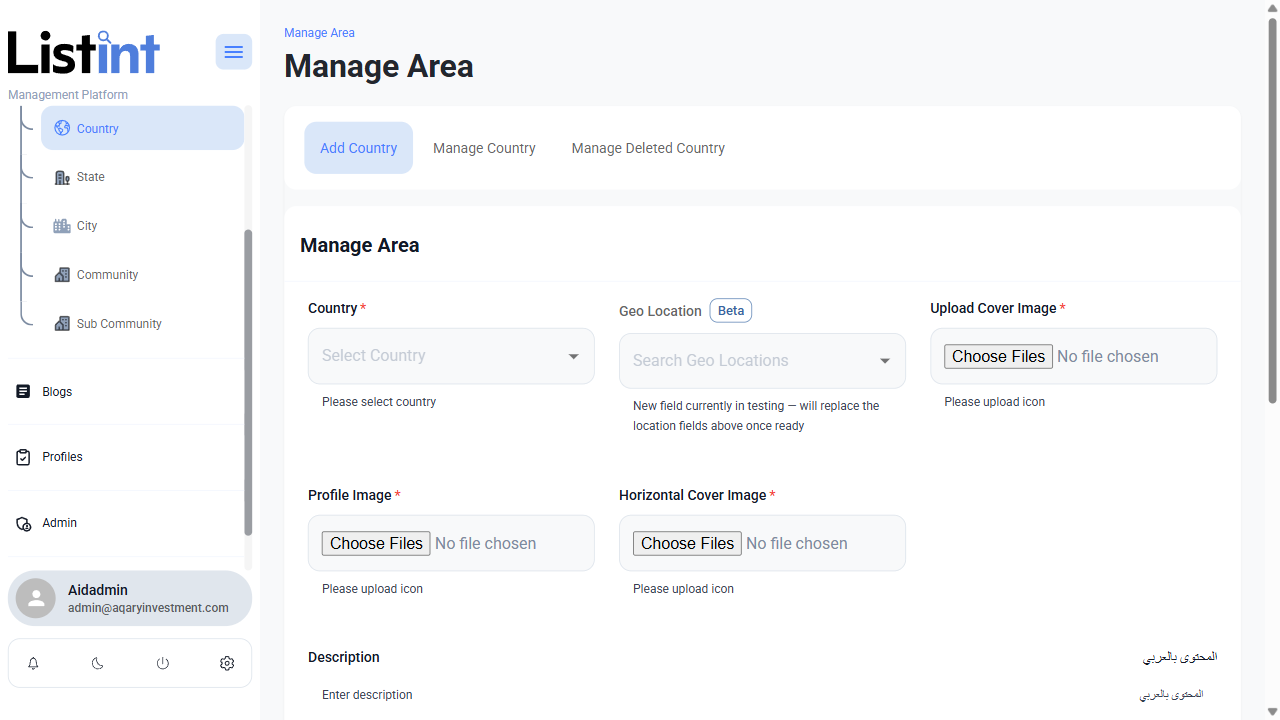 Listint
Management Platform
Country
State
City
Community
Sub Community
Blogs
Profiles
Admin
Aidadmin
admin@aqaryinvestment.com
Manage Area
Manage Area
Add Country
Manage Country
Manage Deleted Country
Manage Area
Country *
Select Country
Please select country
Geo Location
Beta
Search Geo Locations
New field currently in testing — will replace the
location fields above once ready
Upload Cover Image *
Choose Files No file chosen
Please upload icon
Profile Image *
Choose Files No file chosen
Please upload icon
Horizontal Cover Image *
Choose Files No file chosen
Please upload icon
Description
المحتوى بالعربي
Enter description
المحتوى بالعربي